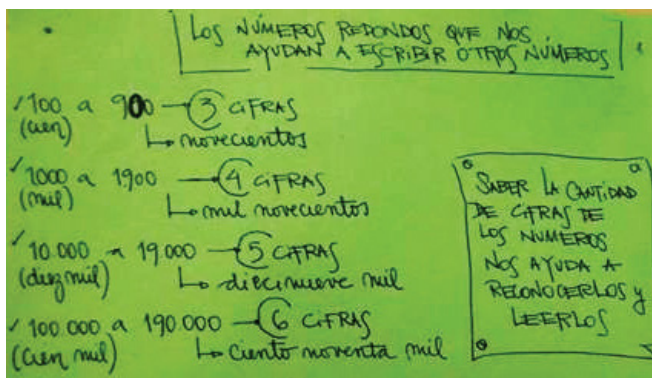 LOS NÚMEROS REDONDOS QUE NOS
AYUDAN A ESCRIBIR OTROS NÚMEROS
✓100 a 900 → 3 CIFRAS
(cien) ↳ novecientos
✓1000 a 1900 → 4 CIFRAS
(mil) ↳ mil novecientos
✓10.000 a 19.000 → 5 CIFRAS
(diez mil) ↳ diecinueve mil
✓100.000 a 190.000 → 6 CIFRAS
(cien mil) ↳ ciento noventa mil
SABER LA CANTIDAD
DE CIFRAS DE
LOS NUMEROS
NOS AYUDA A
RECONOCERLOS y
LEERLOS